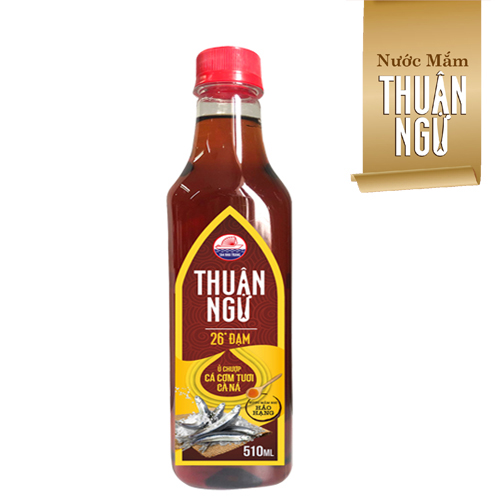 Nước Mắm
THUẬN
NGƯ
THUẬN
NGƯ
26° ĐẠM
Ủ CHƯỢP
CÁ CƠM TƯƠI
CÀ NÁ
HẢO
HẠNG
510ML